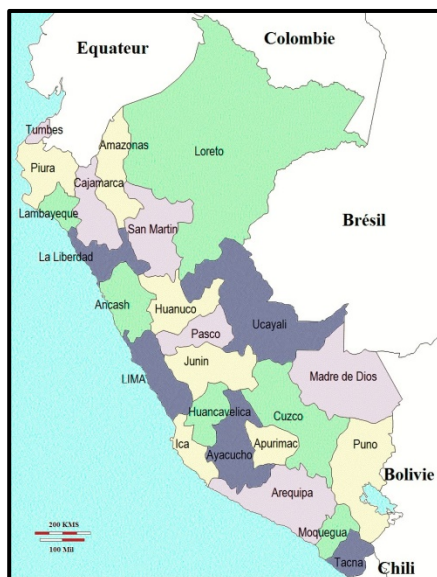 Equateur
Colombie
Tumbes
Piura
Amazonas
Cajamarca
Loreto
Lambayeque
San Martin
Brésil
La Liberdad
Ancash
Huanuco
Ucayali
Pasco
Junin
LIMA
Madre de Dios
Huancavelica
Cuzco
Ica
Ayacucho
Apurimac
Puno
Bolivie
Arequipa
200 KMS
100 Mil
Moquegua
Tacna
Chili